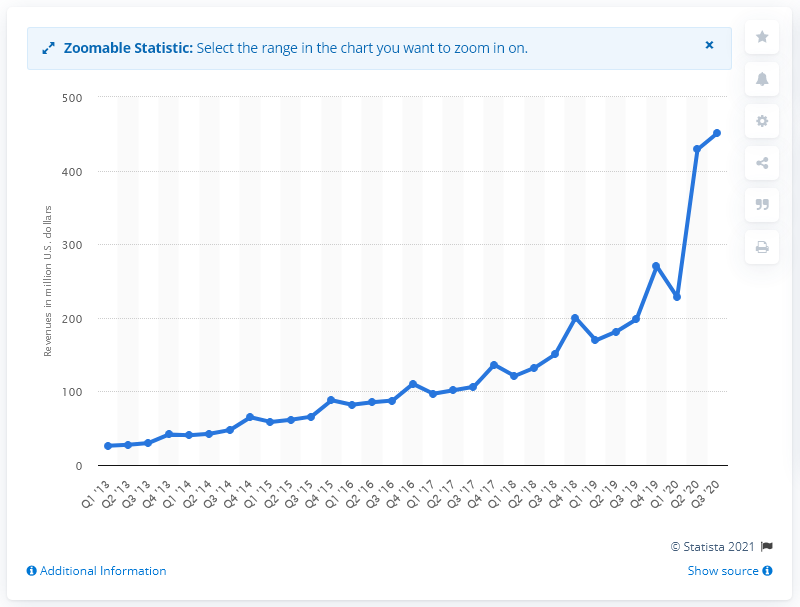 Zoomable Statistic: Select the range in the chart you want to zoom in on.
×
500
400
300
200
100
0
Revenues in million U.S. dollars
Q1 '13
Q2 '13
Q3 '13
Q4 '13
Q1 '14
Q2 '14
Q3 '14
Q4 '14
Q1 '15
Q2 '15
Q3 '15
Q4 '15
Q1 '16
Q2 '16
Q3 '16
Q4 '16
Q1 '17
Q2 '17
Q3 '17
Q4 '17
Q1 '18
Q2 '18
Q3 '18
Q4 '18
Q1 '19
Q2 '19
Q3 '19
Q4 '19
Q1 '20
Q2 '20
Q3 '20
© Statista 2021
Additional Information
Show source